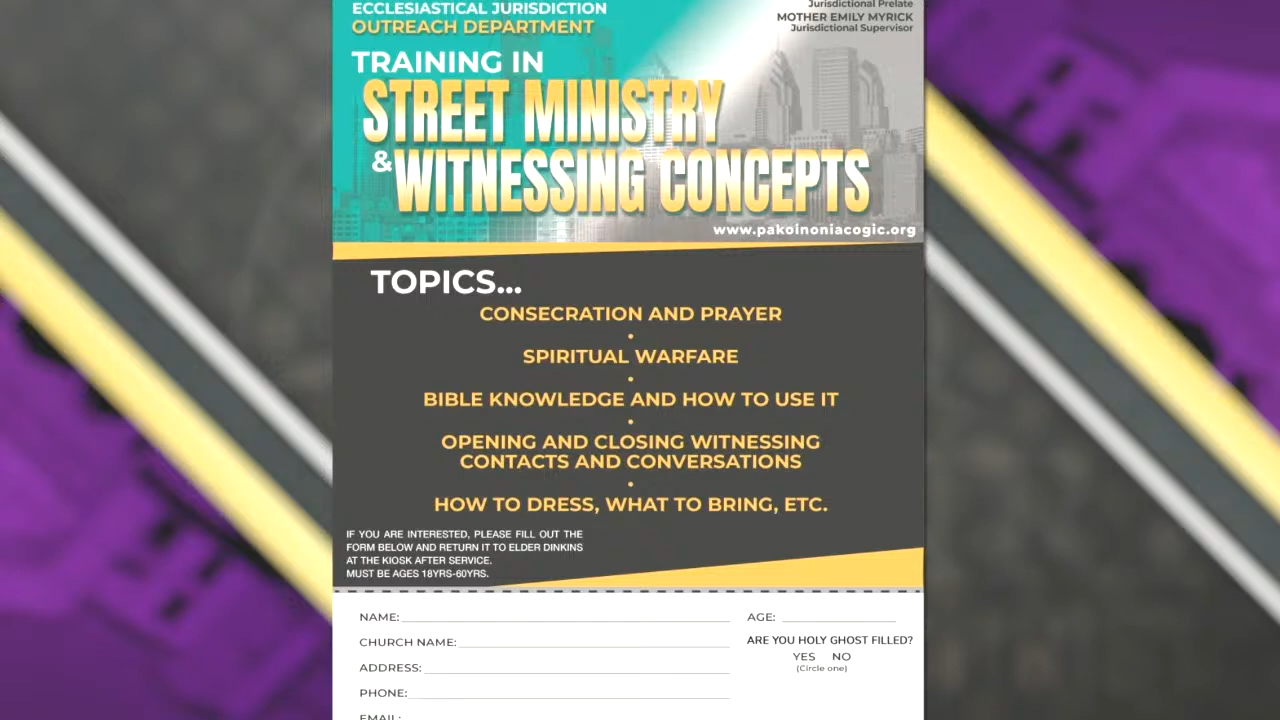 ECCLESIASTICAL JURISDICTION
OUTREACH DEPARTMENT
Jurisdictional Prelate
MOTHER EMILY MYRICK
Jurisdictional Supervisor
TRAINING IN
STREET MINISTRY
& WITNESSING CONCEPTS
www.pakoinoniacogic.org
TOPICS...
CONSECRATION AND PRAYER
•
SPIRITUAL WARFARE
•
BIBLE KNOWLEDGE AND HOW TO USE IT
•
OPENING AND CLOSING WITNESSING
CONTACTS AND CONVERSATIONS
•
HOW TO DRESS, WHAT TO BRING, ETC.
IF YOU ARE INTERESTED, PLEASE FILL OUT THE
FORM BELOW AND RETURN IT TO ELDER DINKINS
AT THE KIOSK AFTER SERVICE.
MUST BE AGES 18YRS-60YRS.
NAME:
CHURCH NAME:
ADDRESS:
PHONE:
EMAIL:
AGE:
ARE YOU HOLY GHOST FILLED?
YES NO
(Circle one)